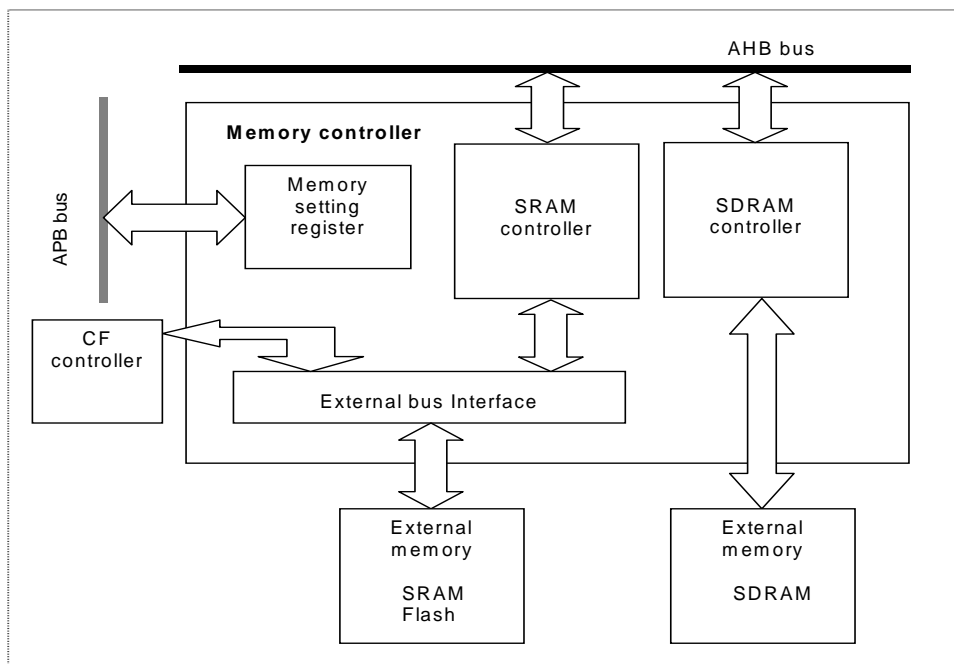 AHB bus
Memory controller
Memory
setting
register
SRAM
controller
SDRAM
controller
APB bus
CF
controller
External bus Interface
External
memory
SRAM
Flash
External
memory
SDRAM